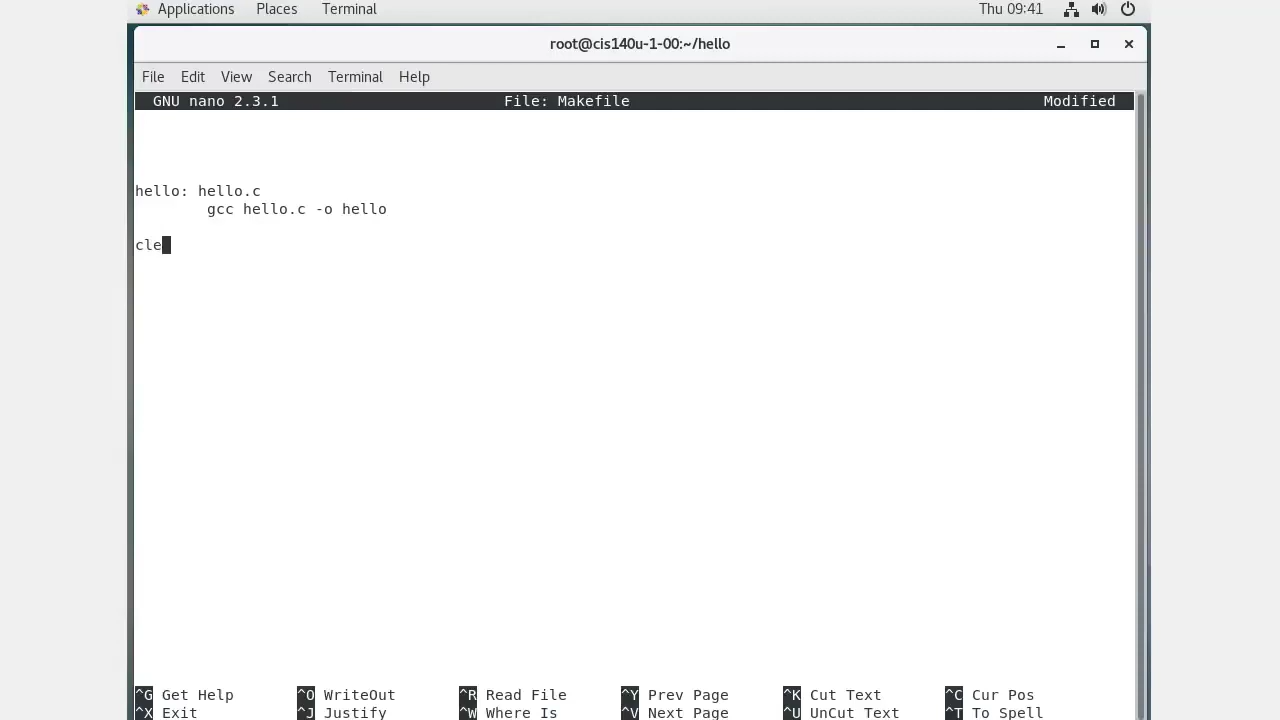 Applications Places Terminal Thu 09:41
root@cis140u-1-00:~/hello
File Edit View Search Terminal Help
GNU nano 2.3.1 File: Makefile Modified
hello: hello.c
gcc hello.c -o hello
cle
^G Get Help ^O WriteOut ^R Read File ^Y Prev Page ^K Cut Text ^C Cur Pos
^X Exit ^J Justify ^W Where Is ^V Next Page ^U UnCut Text ^T To Spell